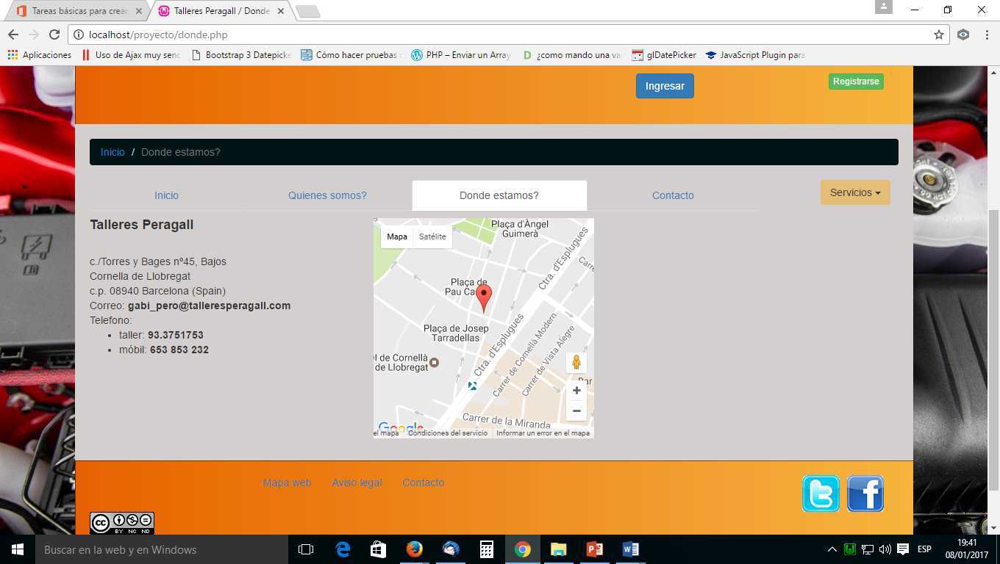 Tareas básicas para crear
Talleres Peragall / Donde
localhost/proyecto/donde.php
Aplicaciones
Uso de Ajax muy senc
Bootstrap 3 Datepicke
Cómo hacer pruebas
PHP – Enviar un Array
¿como mando una va
glDatePicker
JavaScript Plugin para
Ingresar
Registrarse
Inicio / Donde estamos?
Inicio
Quienes somos?
Donde estamos?
Contacto
Servicios
Talleres Peragall
c./Torres y Bages nº45, Bajos
Cornella de Llobregat
c.p. 08940 Barcelona (Spain)
Correo: gabi_pero@talleresperagall.com
Telefono:
taller: 93.3751753
móbil: 653 853 232
Mapa
Satélite
Plaça d'Àngel
Guimerà
Ctra. d'Esplugues
Carre
Plaça de
Pau Ca
Plaça de Josep
Tarradellas
Ctra. d'Esplugues
Carrer de Cornellà Modern
Carrer de Vista Alegre
ol de Cornellà
de Llobregat
Bar
Carrer de la Miranda
Google
el mapa
Condiciones del servicio
Informar un error en el mapa
Mapa web
Aviso legal
Contacto
cc
BY NC ND
Buscar en la web y en Windows
ESP
19:41
08/01/2017